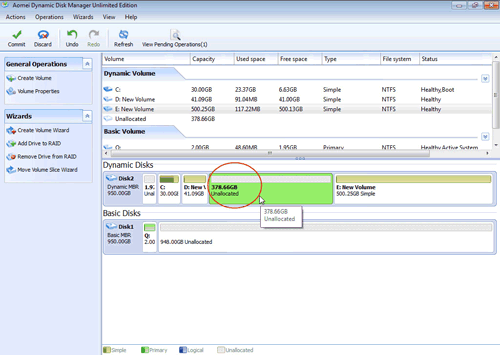 Aomei Dynamic Disk Manager Unlimited Edition
Actions Operations Wizards View Help
Commit Discard Undo Redo Refresh View Pending Operations(1)
General Operations
Create Volume
Volume Properties
Wizards
Create Volume Wizard
Add Drive to RAID
Remove Drive from RAID
Move Volume Slice Wizard
Volume Capacity Used space Free space Type File system Status
Dynamic Volume
C: 30.00GB 23.37GB 6.63GB Simple NTFS Healthy,Boot
D: New Volume 41.09GB 91.04MB 41.00GB Simple NTFS Healthy
E: New Volume 500.25GB 117.22MB 500.13GB Simple NTFS Healthy
Unallocated 378.66GB
Basic Volume
Q: 2.00GB 48.60MB 1.95GB Primary NTFS Healthy,Active System
Dynamic Disks
Disk2
Dynamic MBR
950.00GB
1.9
Unal
C:
30.00GB
D: New V
41.09GB
378.66GB
Unallocated
E: New Volume
500.25GB Simple
378.66GB
Unallocated
Basic Disks
Disk1
Basic MBR
950.00GB
Q:
2.00
948.00GB Unallocated
Simple Primary Logical Unallocated